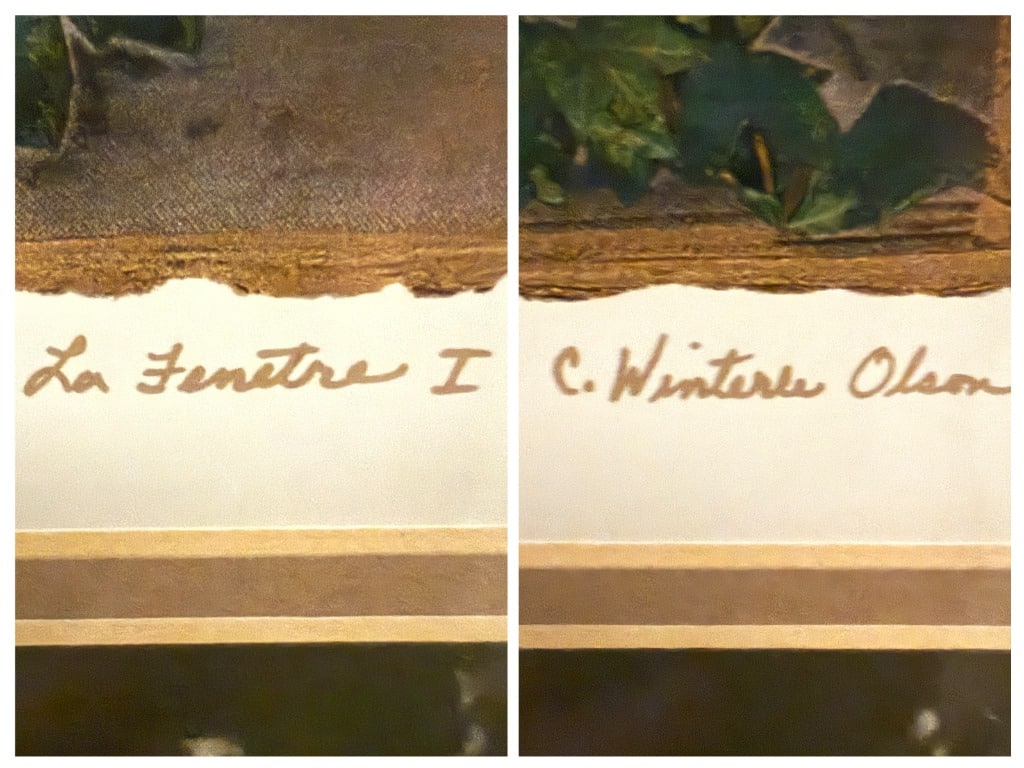 La Fenetre I
C. Winterle Olson